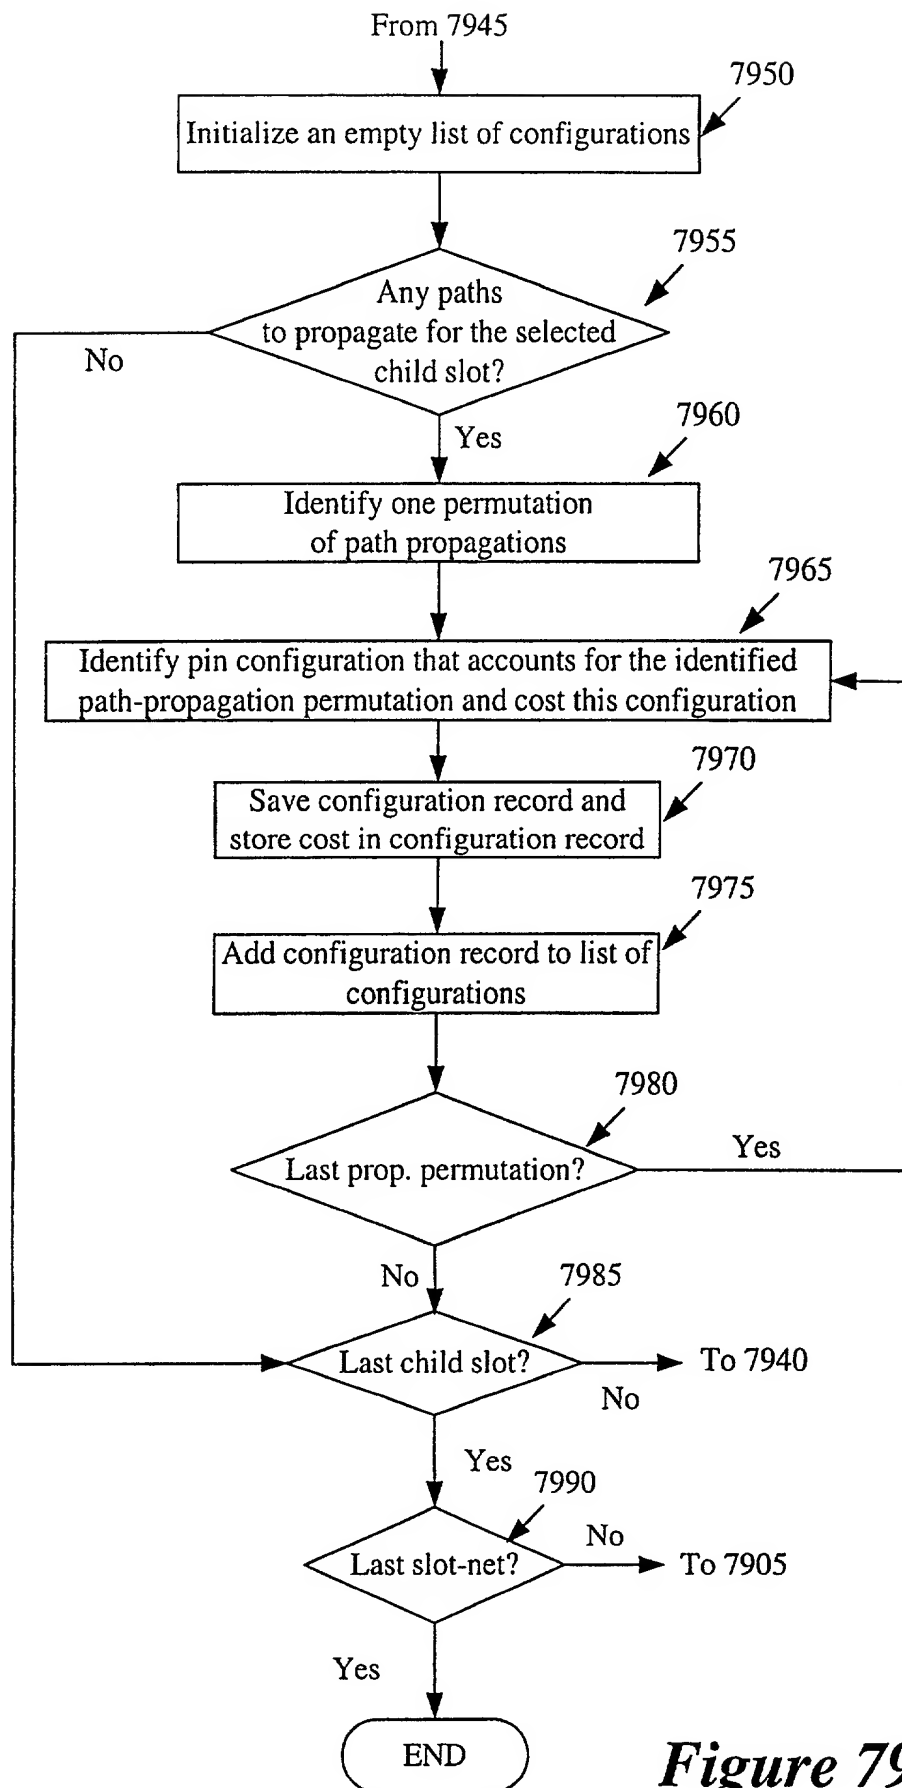 From 7945
7950
Initialize an empty list of configurations
7955
Any paths
to propagate for the selected
child slot?
No
7960
Yes
Identify one permutation
of path propagations
7965
Identify pin configuration that accounts for the identified
path-propagation permutation and cost this configuration
7970
Save configuration record and
store cost in configuration record
7975
Add configuration record to list of
configurations
7980
Last prop. permutation?
Yes
No
7985
Last child slot?
To 7940
No
Yes
7990
Last slot-net?
No
To 7905
Yes
END
Figure 79